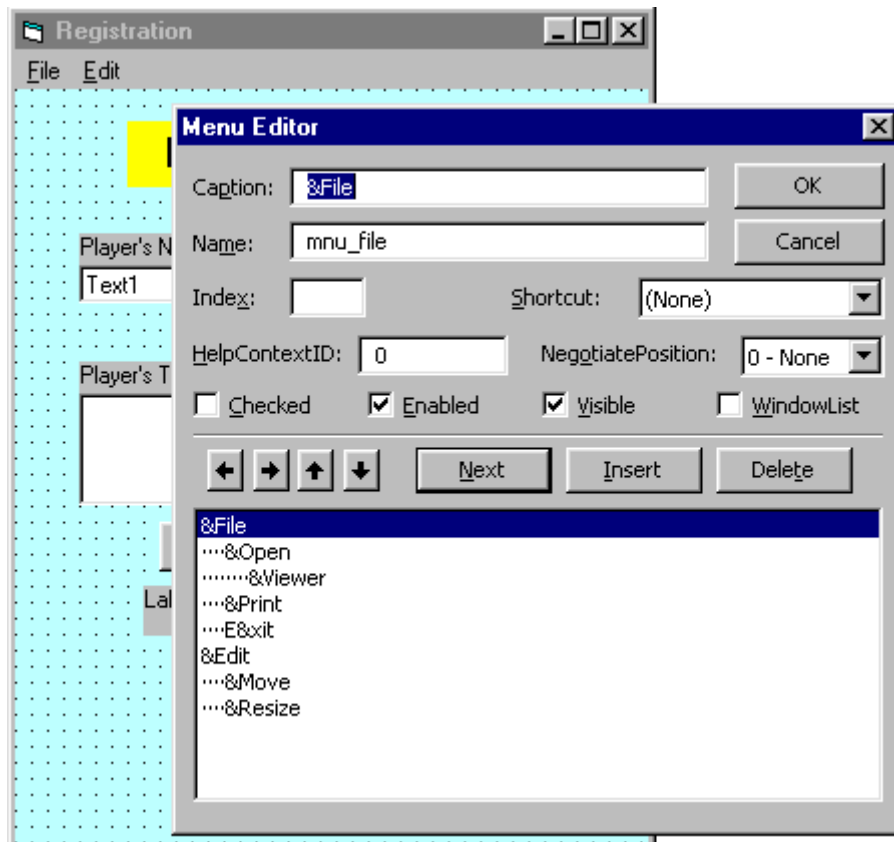 Registration
File Edit
Menu Editor
Caption: &File
OK
Name: mnu_file
Cancel
Index:
Shortcut: (None)
HelpContextID: 0
NegotiatePosition: 0 - None
Checked Enabled Visible WindowList
Next Insert Delete
&File
····&Open
········&Viewer
····&Print
····E&xit
&Edit
····&Move
····&Resize
Player's
Text1
Player's